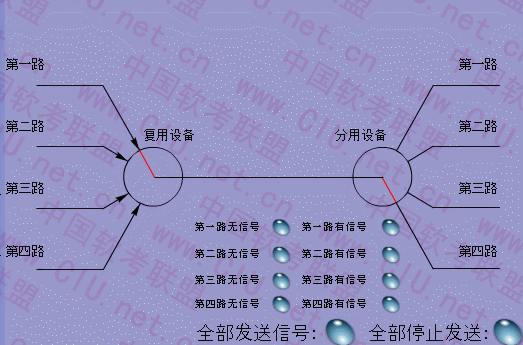 第一路 第一路
第二路 复用设备 分用设备 第二路
第三路 第三路
第四路 第四路
第一路无信号 第一路有信号
第二路无信号 第二路有信号
第三路无信号 第三路有信号
第四路无信号 第四路有信号
全部发送信号: 全部停止发送:
中国软考联盟
www.CIU.net.cn